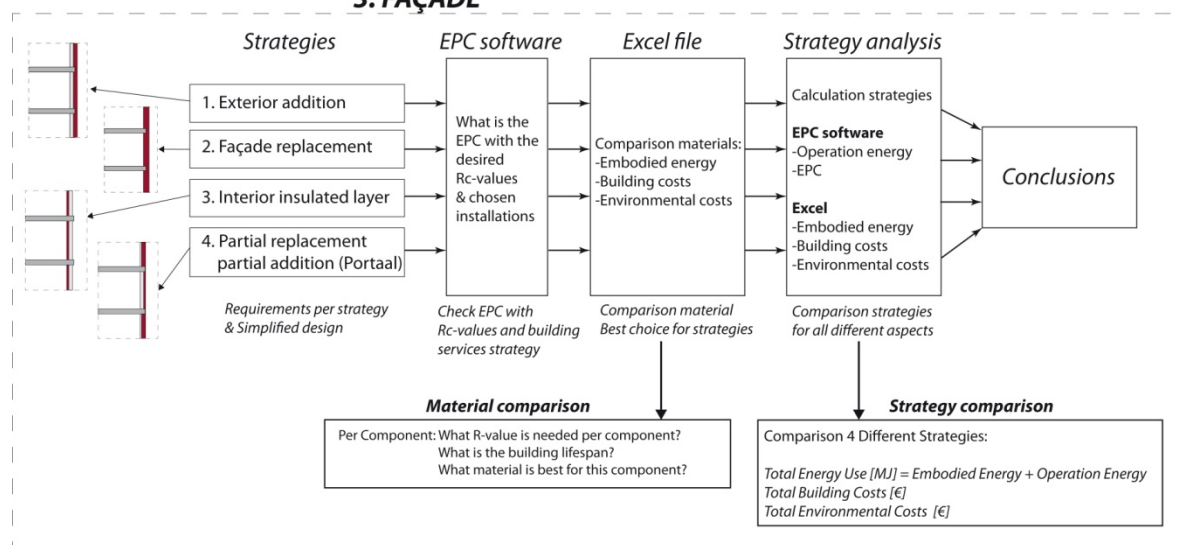 3. FAÇADE
Strategies
EPC software
Excel file
Strategy analysis
1. Exterior addition
2. Façade replacement
3. Interior insulated layer
4. Partial replacement
partial addition (Portaal)
Requirements per strategy
& Simplified design
What is the
EPC with the
desired
Rc-values
& chosen
installations
Check EPC with
Rc-values and building
services strategy
Comparison materials:
-Embodied energy
-Building costs
-Environmental costs
Comparison material
Best choice for strategies
Calculation strategies
EPC software
-Operation energy
-EPC
Excel
-Embodied energy
-Building costs
-Environmental costs
Comparison strategies
for all different aspects
Conclusions
Material comparison
Per Component: What R-value is needed per component?
What is the building lifespan?
What material is best for this component?
Strategy comparison
Comparison 4 Different Strategies:
Total Energy Use [MJ] = Embodied Energy + Operation Energy
Total Building Costs [€]
Total Environmental Costs [€]